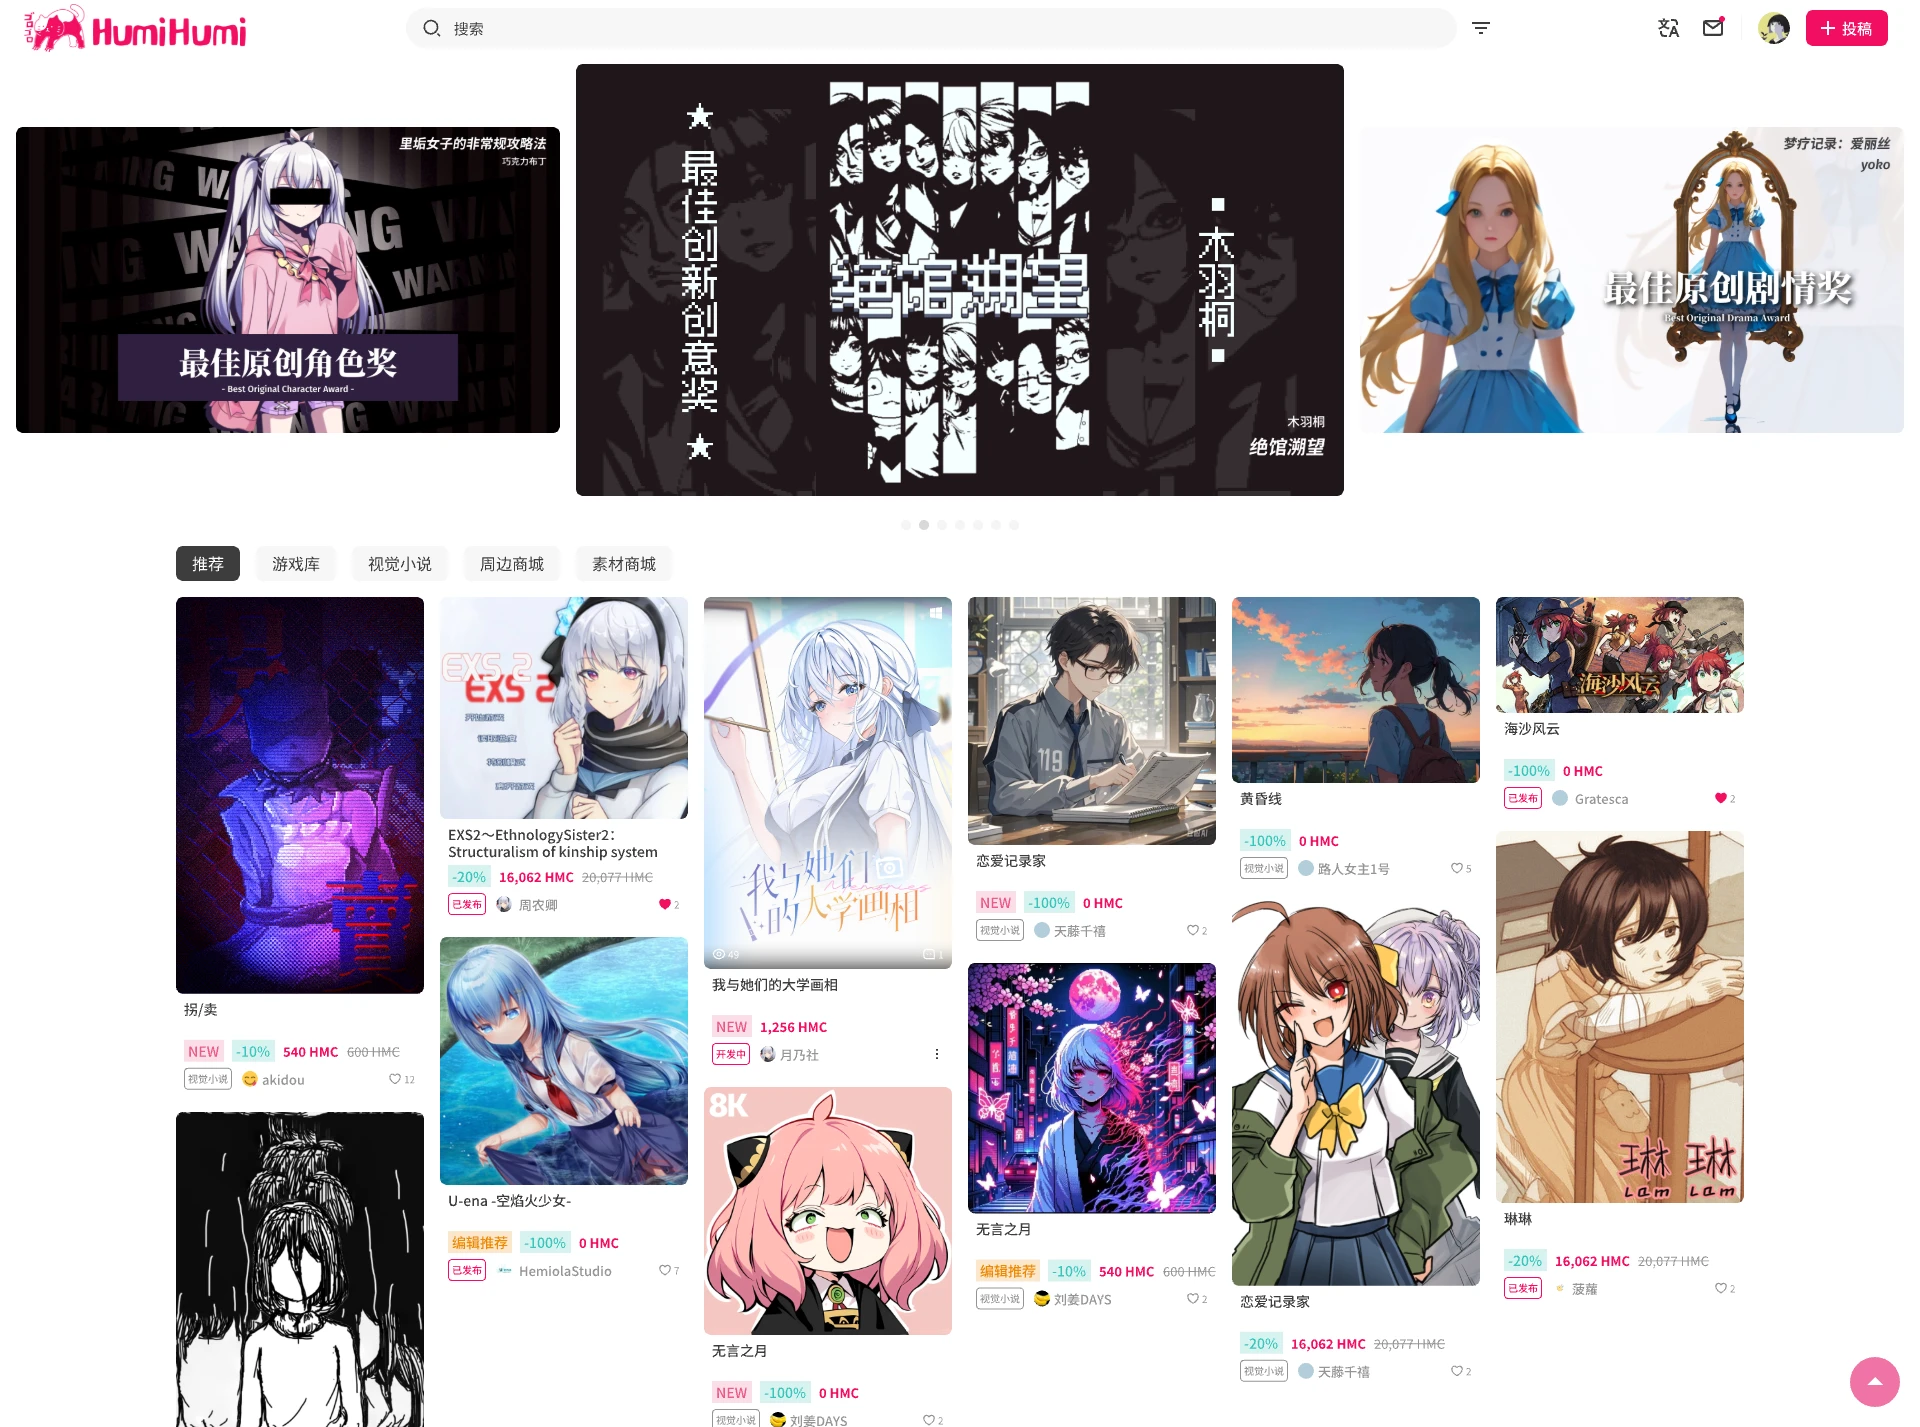 HumiHumi
搜索
投稿
里垢女子的非常规攻略法
巧克力布丁
WARNING
最佳原创角色奖
- Best Original Character Award -
★最佳创新创意奖★
绝馆溯望
木羽桐
木羽桐
绝馆溯望
梦疗记录：爱丽丝
yoko
最佳原创剧情奖
Best Original Drama Award
推荐
游戏库
视觉小说
周边商城
素材商城
拐/卖
NEW -10% 540 HMC 600 HMC
视觉小说 akidou 12
EXS 2
EXS 2
EXS2～EthnologySister2：
Structuralism of kinship system
-20% 16,062 HMC 20,077 HMC
已发布 周农卿 2
U-ena -空焰火少女-
编辑推荐 -100% 0 HMC
已发布 HemiolaStudio 7
我与她们
Memories
的大学画相
49 1
我与她们的大学画相
NEW 1,256 HMC
开发中 月乃社
8K
无言之月
NEW -100% 0 HMC
视觉小说 刘姜DAYS 2
119
恋爱记录家
NEW -100% 0 HMC
视觉小说 天藤千禧 2
无言之月
编辑推荐 -10% 540 HMC 600 HMC
视觉小说 刘姜DAYS 2
黄昏线
-100% 0 HMC
视觉小说 路人女主1号 5
恋爱记录家
-20% 16,062 HMC 20,077 HMC
视觉小说 天藤千禧 2
海沙风云
海沙风云
-100% 0 HMC
已发布 Gratesca 2
琳 琳
Lam Lam
琳琳
-20% 16,062 HMC 20,077 HMC
已发布 菠蘿 2